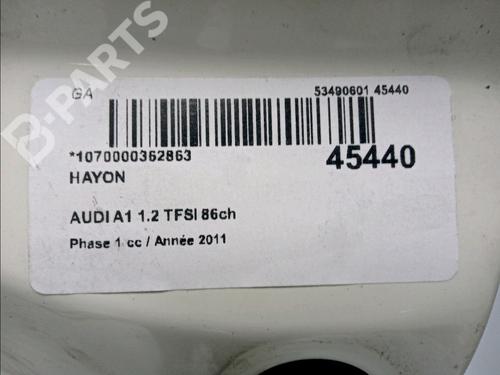 B-PARTS
GA
53490601 45440
*1070000362863
45440
HAYON
AUDI A1 1.2 TFSI 86ch
Phase 1 cc / Année 2011